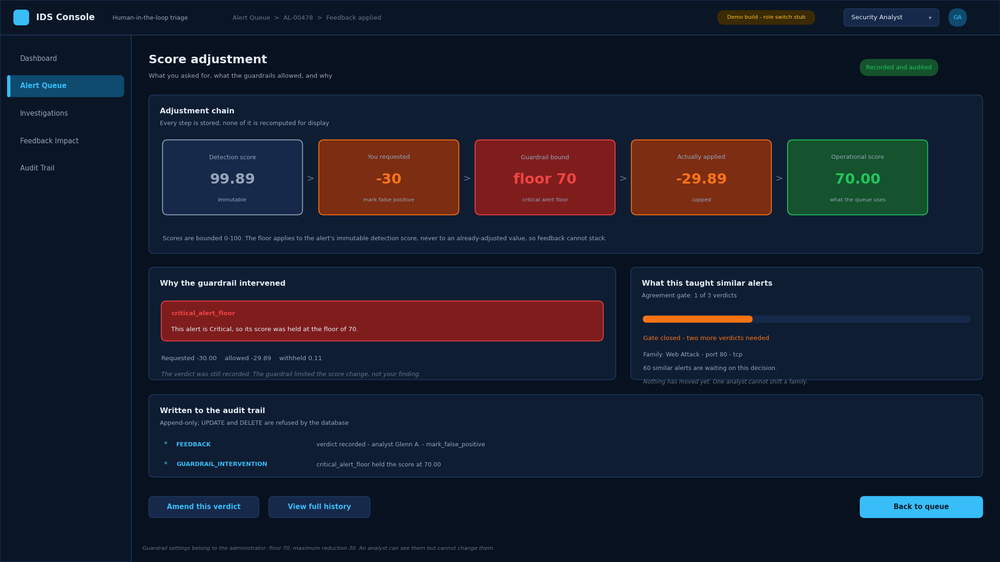 IDS Console
Human-in-the-loop triage
Alert Queue > AL-00478 > Feedback applied
Demo build - role switch stub
Security Analyst ▾
GA
Dashboard
Alert Queue
Investigations
Feedback Impact
Audit Trail
Score adjustment
What you asked for, what the guardrails allowed, and why
Recorded and audited
Adjustment chain
Every step is stored; none of it is recomputed for display
Detection score
99.89
immutable
>
You requested
-30
mark false positive
>
Guardrail bound
floor 70
critical alert floor
>
Actually applied
-29.89
capped
>
Operational score
70.00
what the queue uses
Scores are bounded 0-100. The floor applies to the alert's immutable detection score, never to an already-adjusted value, so feedback cannot stack.
Why the guardrail intervened
critical_alert_floor
This alert is Critical, so its score was held at the floor of 70.
Requested -30.00 allowed -29.89 withheld 0.11
The verdict was still recorded. The guardrail limited the score change, not your finding.
What this taught similar alerts
Agreement gate: 1 of 3 verdicts
Gate closed - two more verdicts needed
Family: Web Attack - port 80 - tcp
60 similar alerts are waiting on this decision.
Nothing has moved yet. One analyst cannot shift a family.
Written to the audit trail
Append-only; UPDATE and DELETE are refused by the database
* FEEDBACK verdict recorded - analyst Glenn A. - mark_false_positive
* GUARDRAIL_INTERVENTION critical_alert_floor held the score at 70.00
Amend this verdict
View full history
Back to queue
Guardrail settings belong to the administrator: floor 70, maximum reduction 30. An analyst can see them but cannot change them.